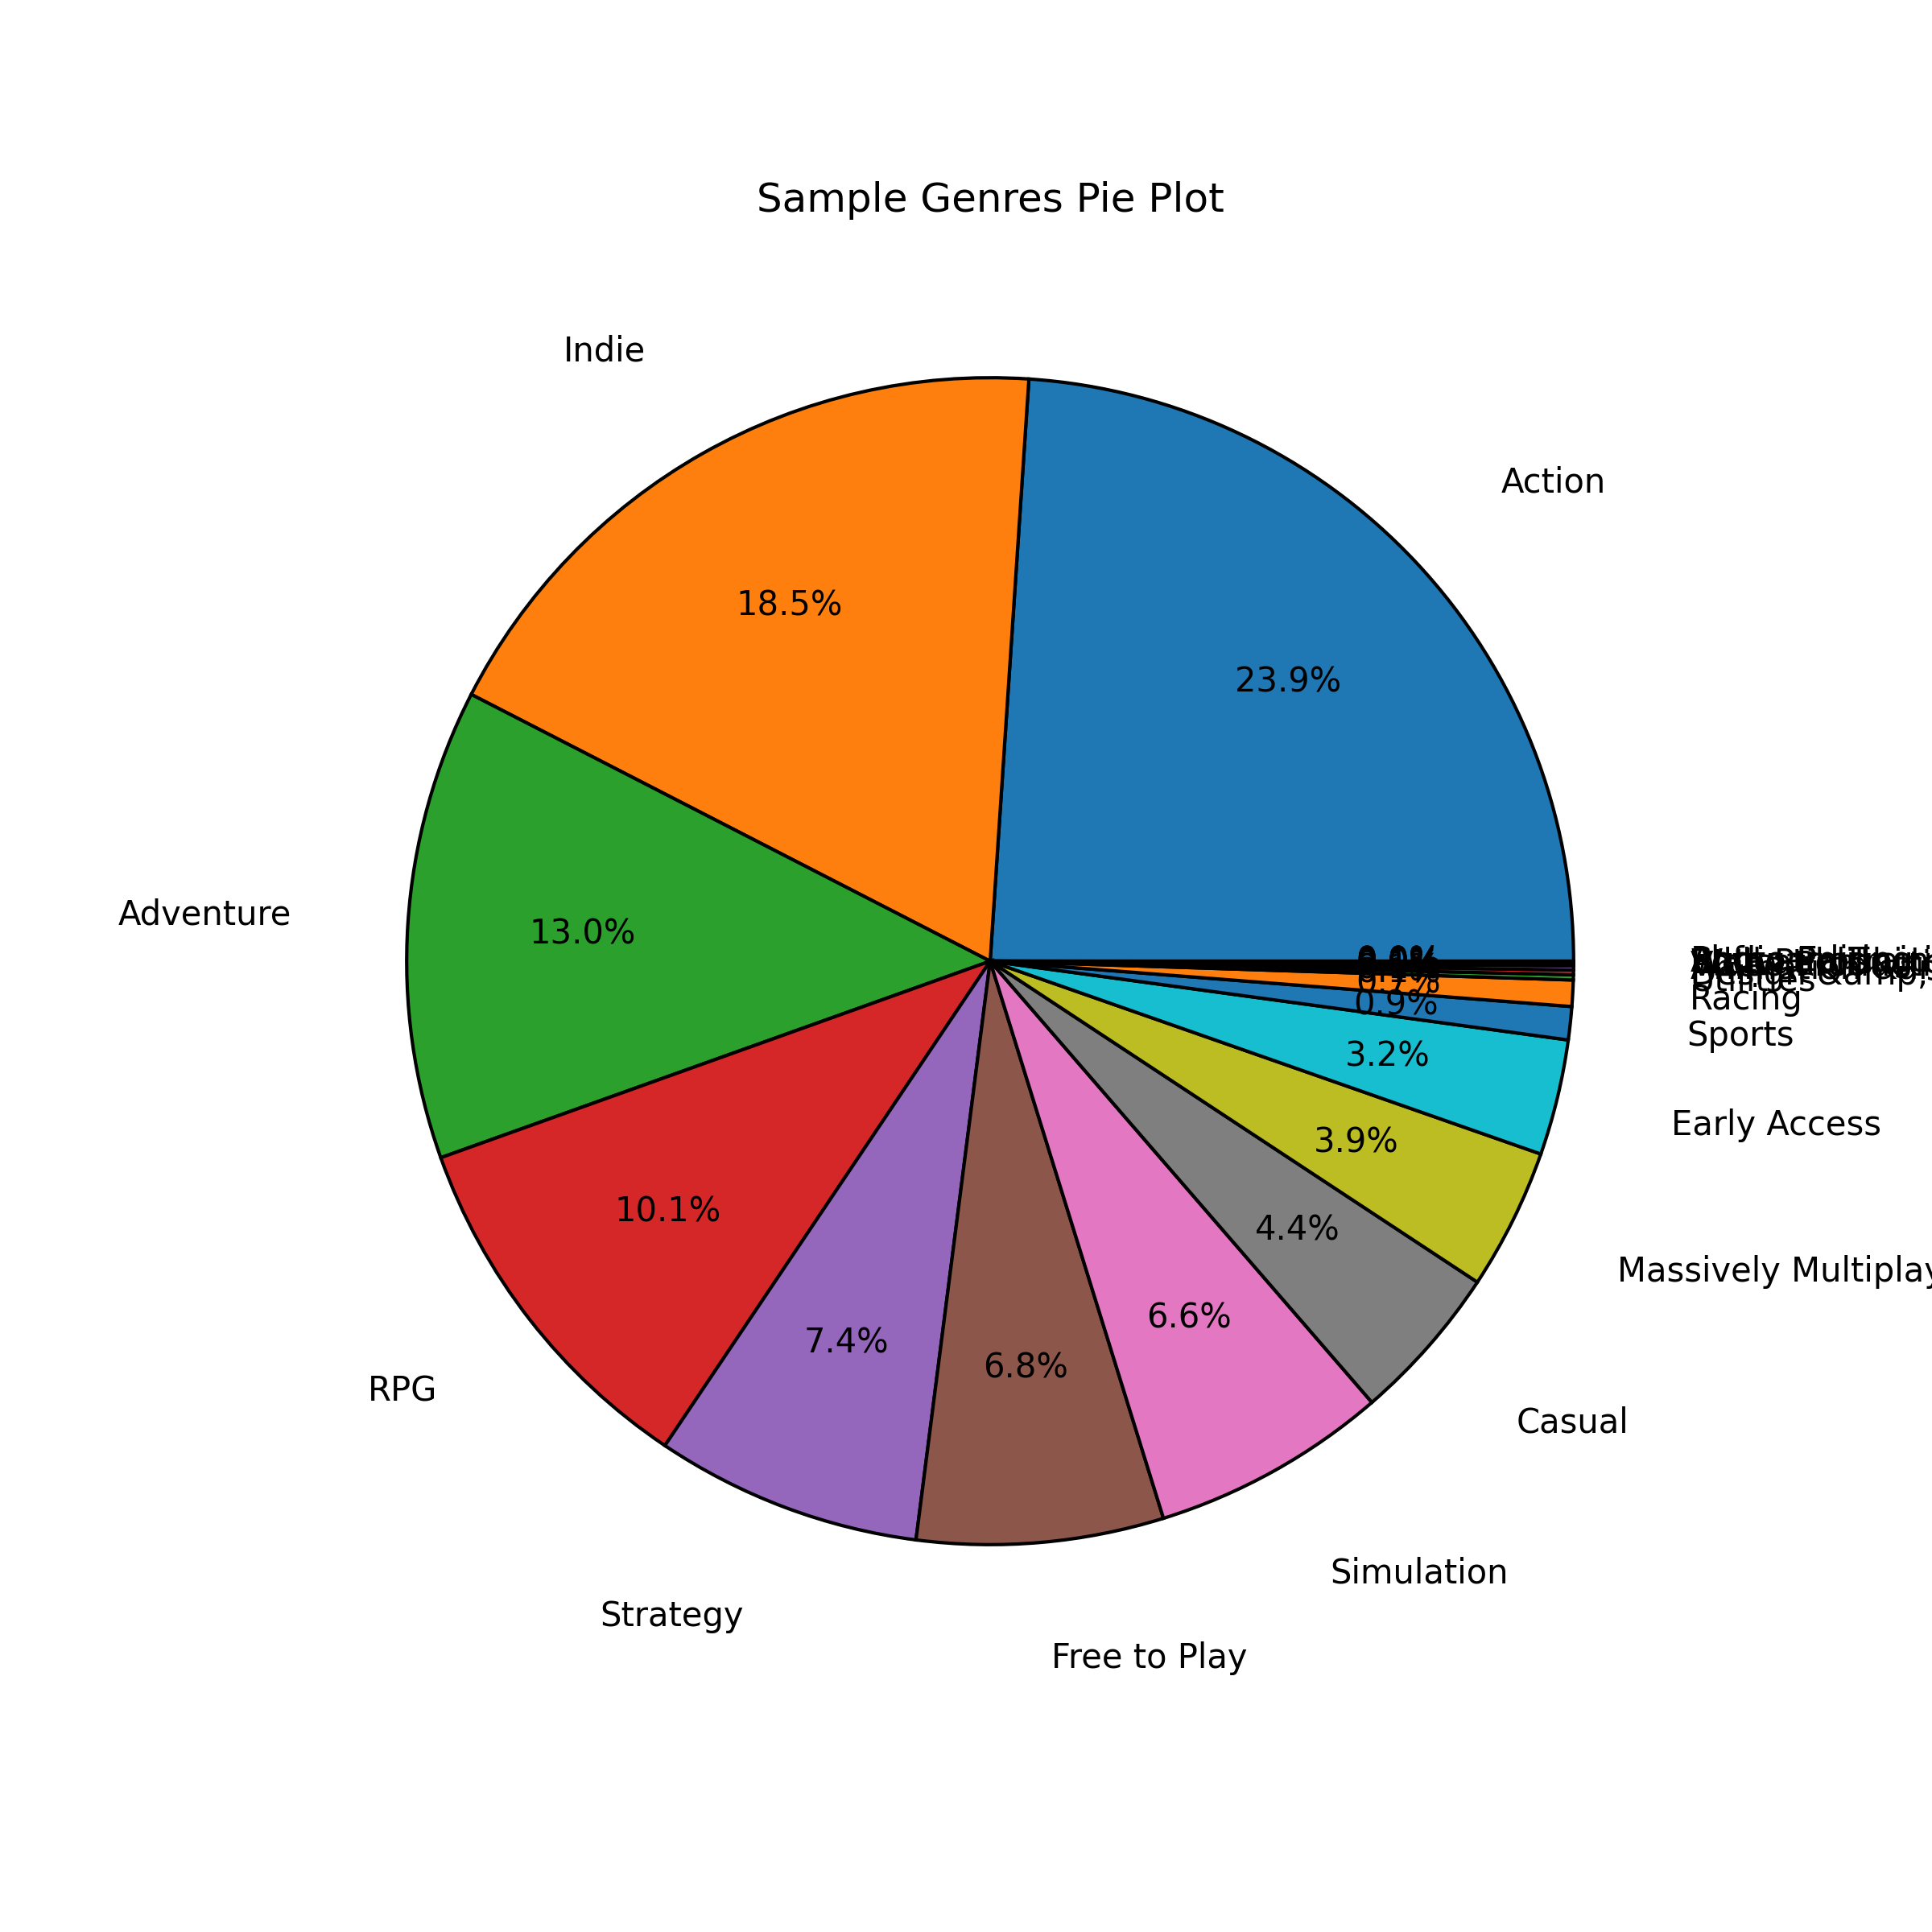 Sample Genres Pie Plot
Indie
Action
18.5%
23.9%
Adventure
13.0%
Utilities
Racing
0.9%
Sports
3.2%
Early Access
3.9%
10.1%
4.4%
Massively Multiplay
6.6%
7.4%
6.8%
RPG
Casual
Simulation
Strategy
Free to Play